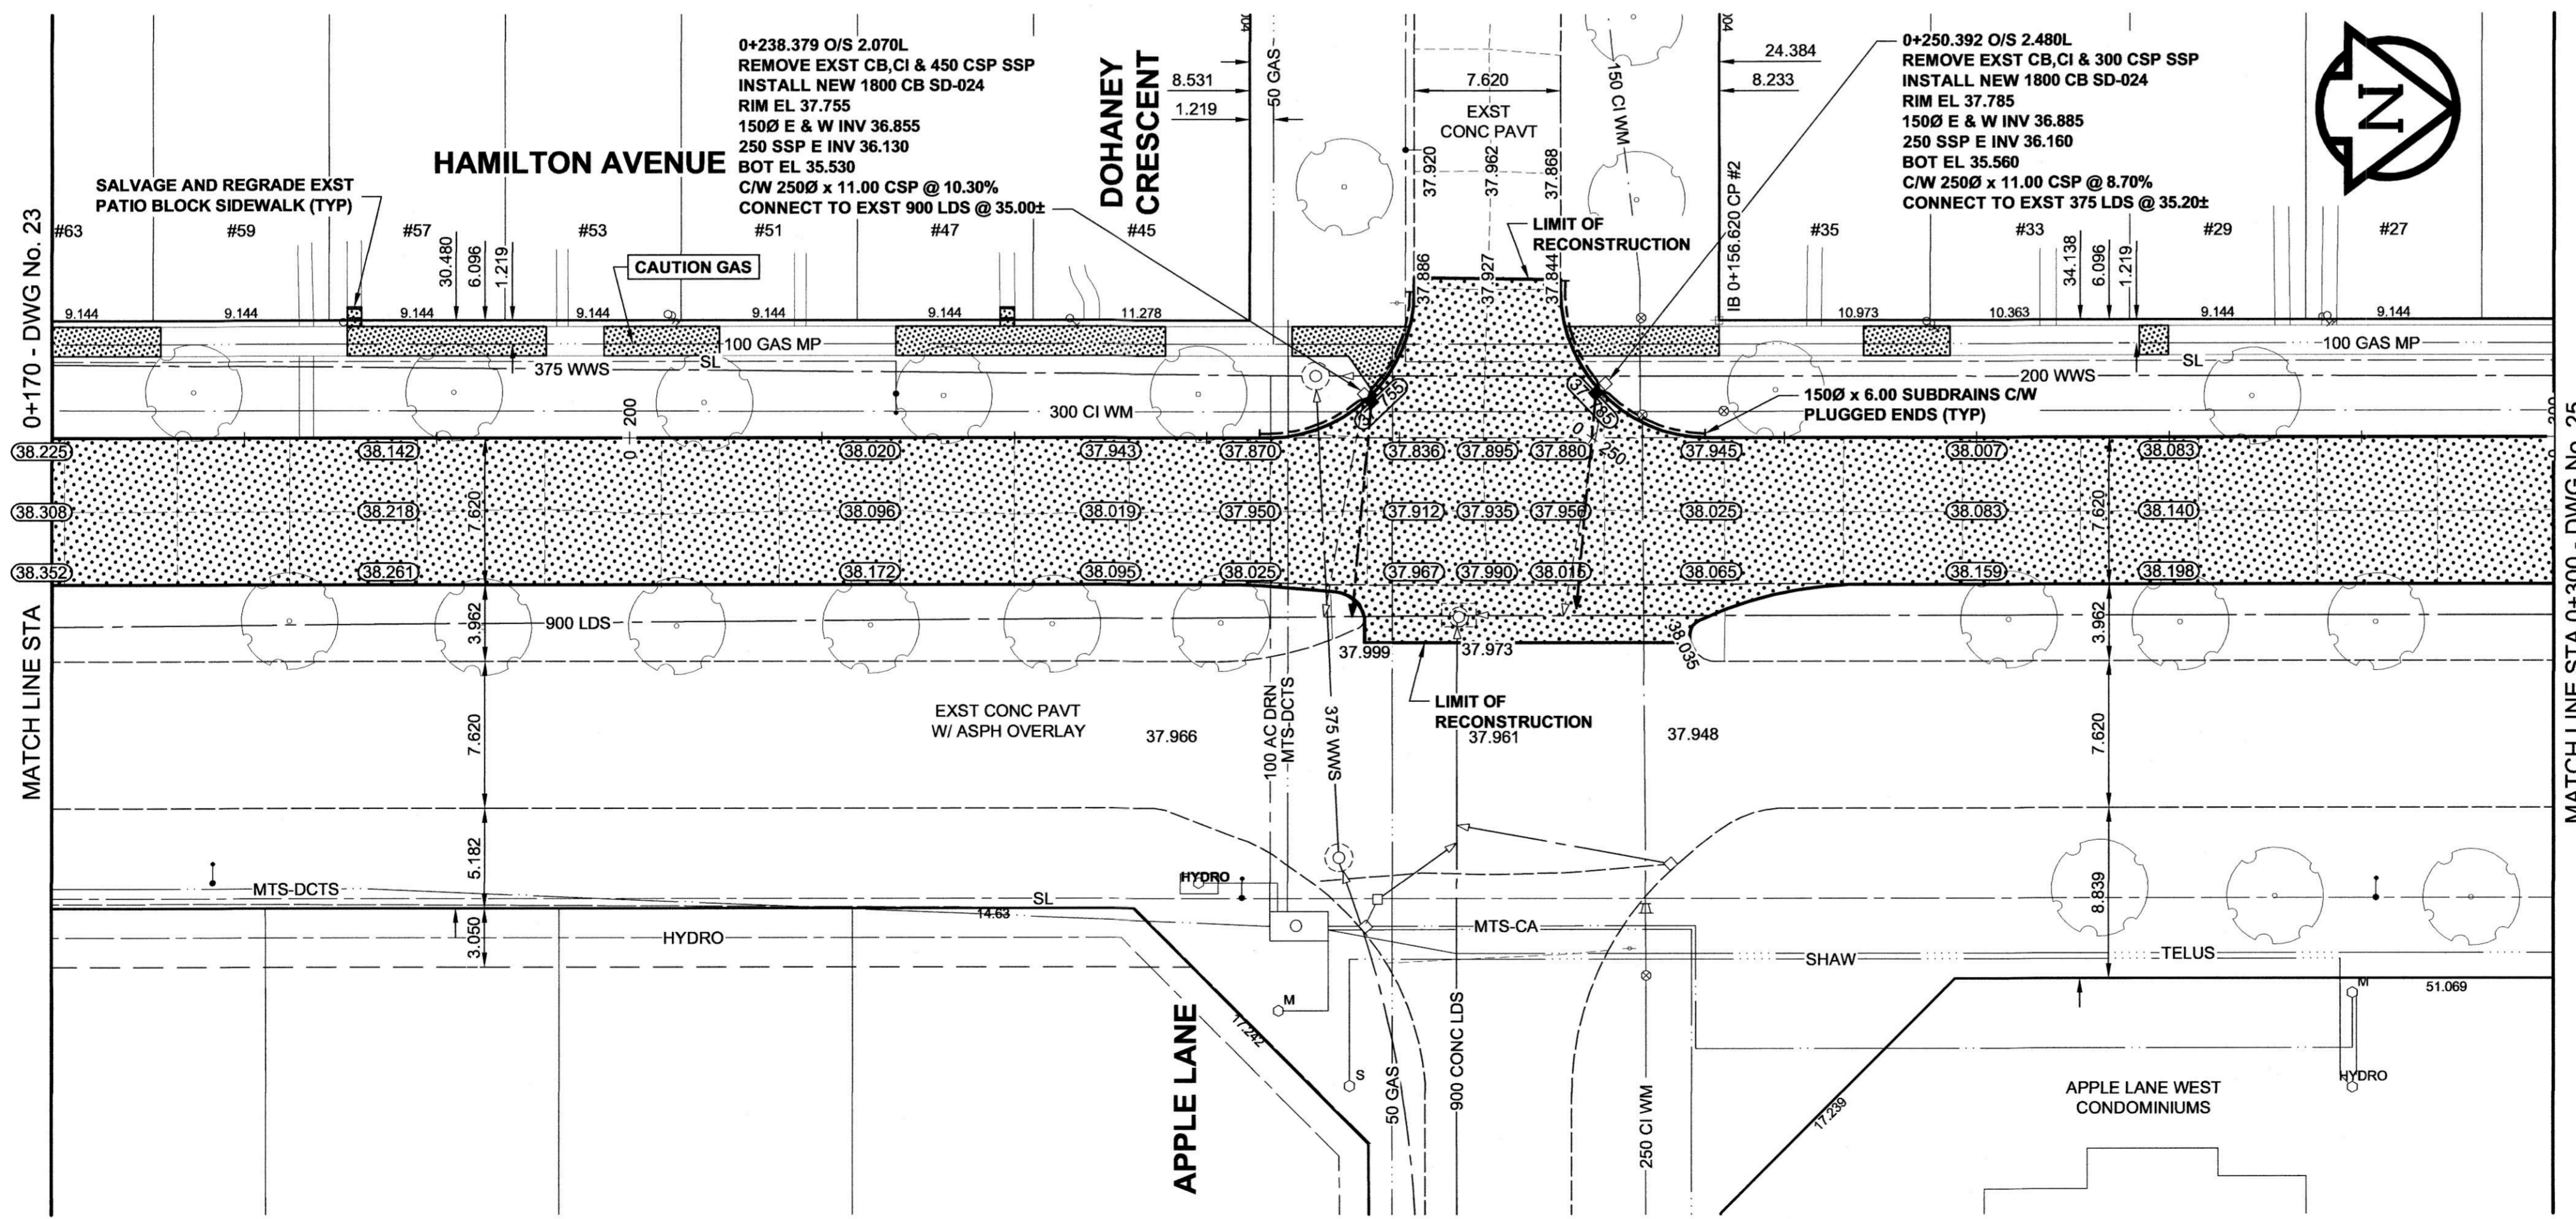 0+238.379 O/S 2.070L
REMOVE EXST CB,CI & 450 CSP SSP
INSTALL NEW 1800 CB SD-024
RIM EL 37.755
150Ø E & W INV 36.855
250 SSP E INV 36.130
BOT EL 35.530
C/W 250Ø x 11.00 CSP @ 10.30%
CONNECT TO EXST 900 LDS @ 35.00±
HAMILTON AVENUE
DOHANEY
CRESCENT
SALVAGE AND REGRADE EXST
PATIO BLOCK SIDEWALK (TYP)
8.531
1.219
50 GAS
7.620
EXST
CONC PAVT
150 CI WM
24.384
8.233
0+250.392 O/S 2.480L
REMOVE EXST CB,CI & 300 CSP SSP
INSTALL NEW 1800 CB SD-024
RIM EL 37.785
150Ø E & W INV 36.885
250 SSP E INV 36.160
BOT EL 35.560
C/W 250Ø x 11.00 CSP @ 8.70%
CONNECT TO EXST 375 LDS @ 35.20±
N
37.920
37.962
37.868
IB 0+156.620 CP #2
LIMIT OF
RECONSTRUCTION
#63
#59
#57
#53
#51
#47
#45
#35
#33
#29
#27
30.480
6.096
1.219
CAUTION GAS
37.886
37.927
37.844
34.138
6.096
1.219
9.144
9.144
9.144
9.144
9.144
9.144
11.278
10.973
10.363
9.144
9.144
100 GAS MP
100 GAS MP
375 WWS
SL
SL
200 WWS
300 CI WM
150Ø x 6.00 SUBDRAINS C/W
PLUGGED ENDS (TYP)
37.755
37.785
0+200
0+250
MATCH LINE STA 0+170 - DWG No. 23
MATCH LINE STA 0+300 - DWG No. 25
38.225
38.142
38.020
37.943
37.870
37.836
37.895
37.880
37.945
38.007
38.083
38.308
38.218
7.620
38.096
38.019
37.950
37.912
37.935
37.956
38.025
38.083
7.620
38.140
38.352
38.261
38.172
38.095
38.025
37.967
37.990
38.015
38.065
38.159
38.198
3.962
900 LDS
3.962
37.999
37.973
38.035
LIMIT OF
RECONSTRUCTION
EXST CONC PAVT
W/ ASPH OVERLAY
37.966
37.961
37.948
7.620
7.620
100 AC DRN
MTS-DCTS
375 WWS
5.182
MTS-DCTS
HYDRO
SL
14.63
3.050
HYDRO
MTS-CA
8.839
SHAW
TELUS
M
M
S
51.069
17.242
17.239
APPLE LANE
50 GAS
900 CONC LDS
250 CI WM
HYDRO
APPLE LANE WEST
CONDOMINIUMS